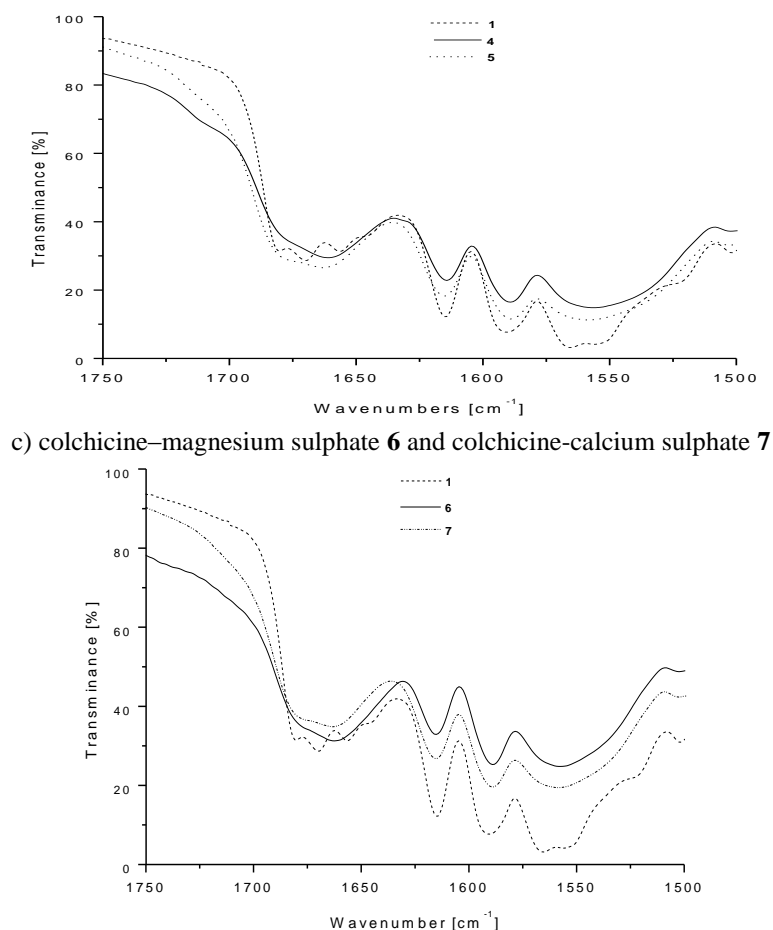 100
80
60
40
20
0
Transminance [%]
1
4
5
1750 1700 1650 1600 1550 1500
Wavenumbers [cm-1]
c) colchicine–magnesium sulphate 6 and colchicine-calcium sulphate 7
100
80
60
40
20
0
Transminance [%]
1
6
7
1750 1700 1650 1600 1550 1500
Wavenumber [cm-1]